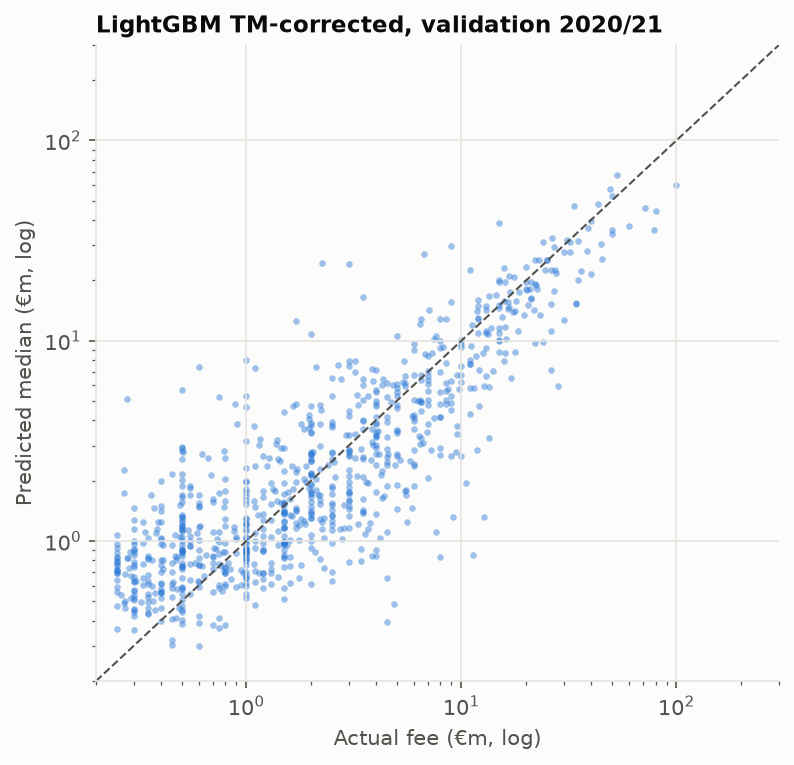 LightGBM TM-corrected, validation 2020/21
Predicted median (€m, log)
10²
10¹
10⁰
10⁰ 10¹ 10²
Actual fee (€m, log)